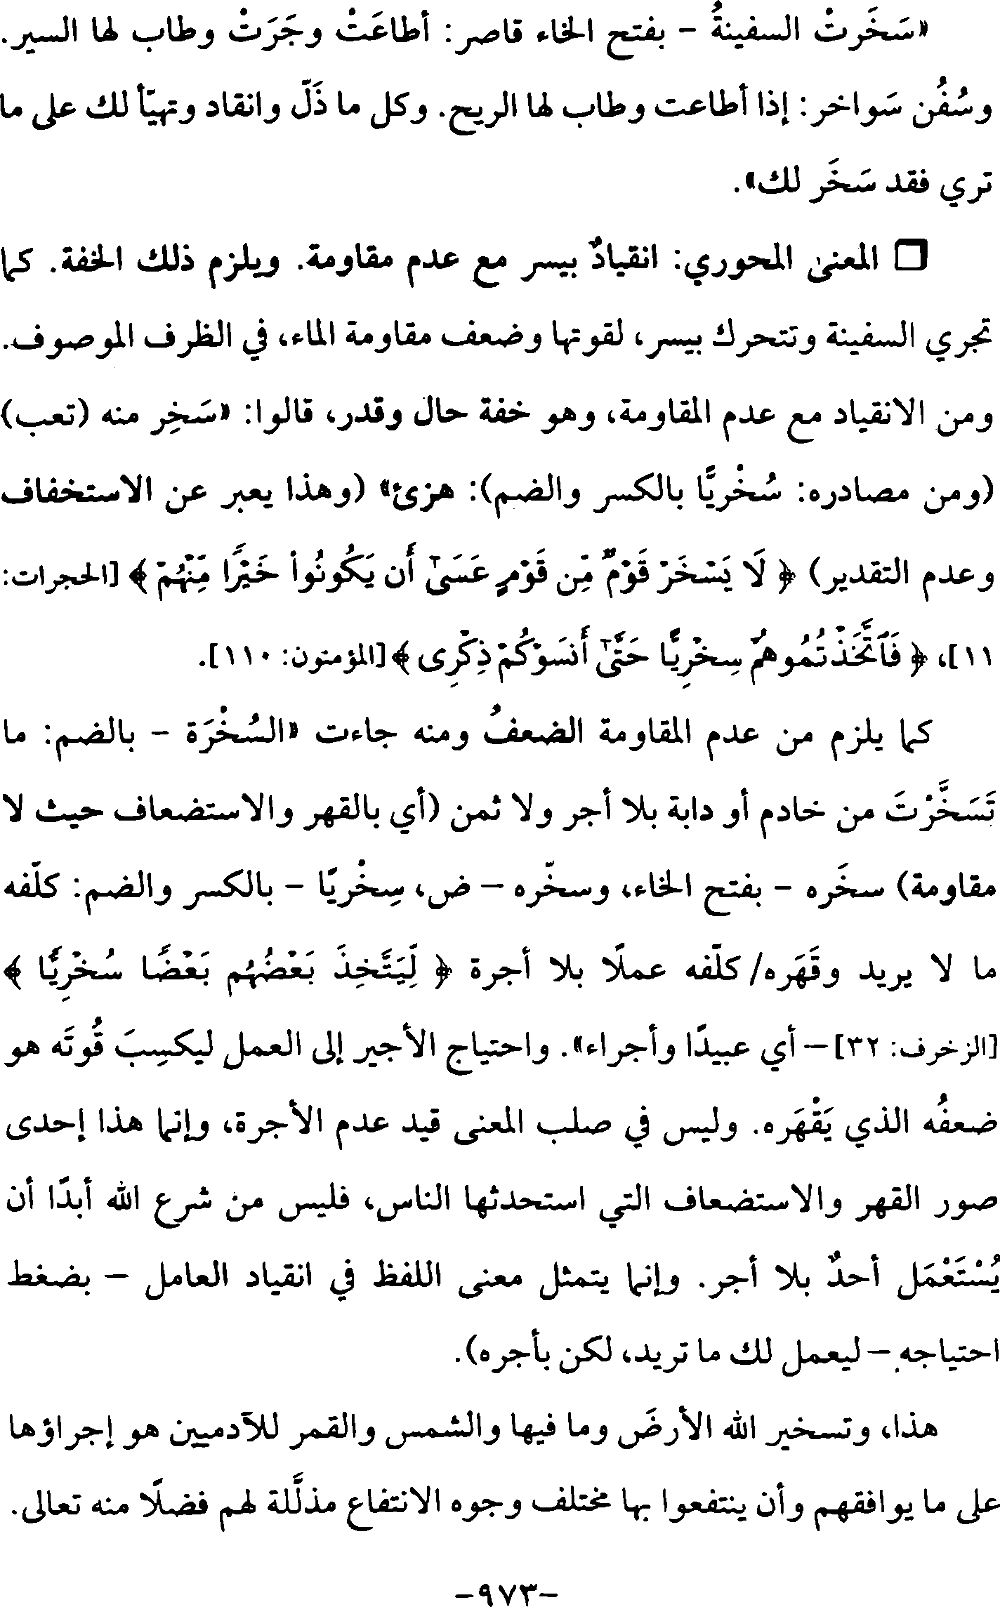 «سَخَرتْ السفينةُ – بفتح الخاء قاصر: أطاعَتْ وجَرَتْ وطاب لها السير.
وسُفُن سَواخر: إذا أطاعت وطاب لها الريح. وكل ما ذَلّ وانقاد وتهيّأ لك على ما
تري فقد سَخَر لك».
❒ المعنىٰ المحوري: انقيادٌ بيسر مع عدم مقاومة. ويلزم ذلك الخفة. كما
تجري السفينة وتتحرك بيسر، لقوتها وضعف مقاومة الماء، في الظرف الموصوف.
ومن الانقياد مع عدم المقاومة، وهو خفة حال وقدر، قالوا: «سَخِر منه (تعب)
(ومن مصادره: سُخْريًّا بالكسر والضم): هزئ» (وهذا يعبر عن الاستخفاف
وعدم التقدير) ﴿ لَا يَسْخَرْ قَوْمٌ مِّن قَوْمٍ عَسَىٰٓ أَن يَكُونُوا۟ خَيْرًا مِّنْهُمْ ﴾ [الحجرات:
١١]، ﴿ فَٱتَّخَذْتُمُوهُمْ سِخْرِيًّا حَتَّىٰٓ أَنسَوْكُمْ ذِكْرِى ﴾ [المؤمنون: ١١٠].
كما يلزم من عدم المقاومة الضعفُ ومنه جاءت «السُخْرَة – بالضم: ما
تَسَخَّرْتَ من خادم أو دابة بلا أجر ولا ثمن (أي بالقهر والاستضعاف حيث لا
مقاومة) سخَره – بفتح الخاء، وسخّره – ض، سِخْريّا – بالكسر والضم: كلّفه
ما لا يريد وقَهَره/ كلّفه عملًا بلا أجرة ﴿ لِّيَتَّخِذَ بَعْضُهُم بَعْضًا سُخْرِيًّا ﴾
[الزخرف: ٣٢] – أي عبيدًا وأجراء». واحتياج الأجير إلى العمل ليكسِبَ قُوتَه هو
ضعفُه الذي يَقْهَره. وليس في صلب المعنى قيد عدم الأجرة، وإنما هذا إحدى
صور القهر والاستضعاف التي استحدثها الناس، فليس من شرع الله أبدًا أن
يُسْتَعْمَل أحدٌ بلا أجر. وإنما يتمثل معنى اللفظ في انقياد العامل – بضغط
احتياجه – ليعمل لك ما تريد، لكن بأجره).
هذا، وتسخير الله الأرضَ وما فيها والشمس والقمر للآدميين هو إجراؤها
على ما يوافقهم وأن ينتفعوا بها مختلف وجوه الانتفاع مذلَّلة لهم فضلًا منه تعالى.
–٩٧٣–